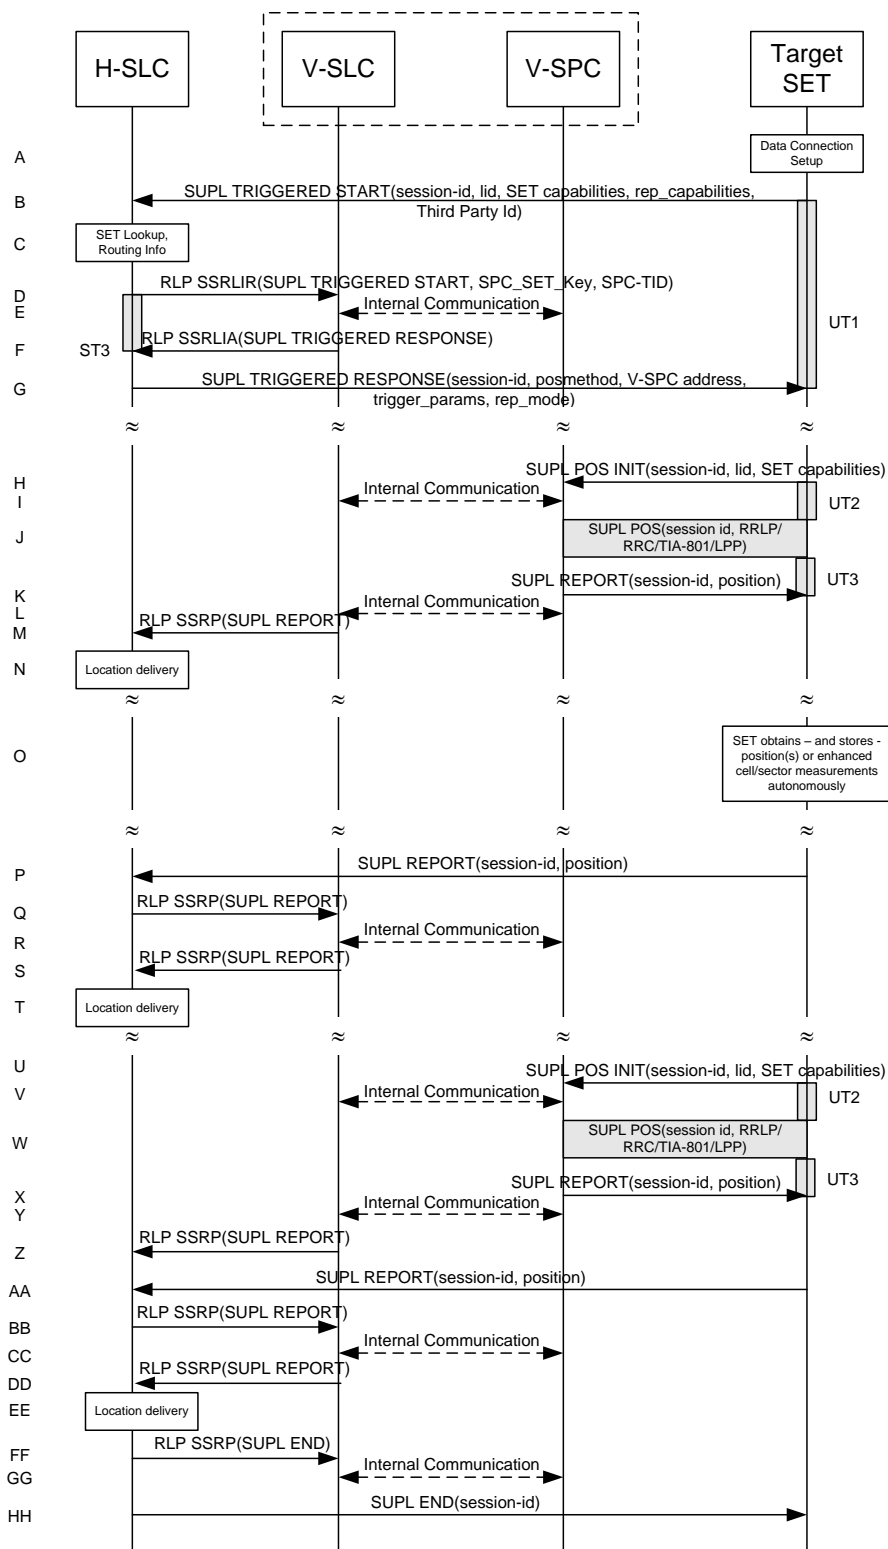 H-SLC
V-SLC
V-SPC
Target
SET
A
Data Connection
Setup
B
SUPL TRIGGERED START(session-id, lid, SET capabilities, rep_capabilities,
Third Party Id)
C
SET Lookup,
Routing Info
D
RLP SSRLIR(SUPL TRIGGERED START, SPC_SET_Key, SPC-TID)
E
Internal Communication
UT1
F
ST3
RLP SSRLIA(SUPL TRIGGERED RESPONSE)
G
SUPL TRIGGERED RESPONSE(session-id, posmethod, V-SPC address,
trigger_params, rep_mode)
≈ ≈ ≈ ≈
H
SUPL POS INIT(session-id, lid, SET capabilities)
I
Internal Communication
UT2
J
SUPL POS(session id, RRLP/
RRC/TIA-801/LPP)
K
SUPL REPORT(session-id, position)
UT3
L
Internal Communication
M
RLP SSRP(SUPL REPORT)
N
Location delivery
≈ ≈ ≈ ≈
O
SET obtains – and stores -
position(s) or enhanced
cell/sector measurements
autonomously
≈ ≈ ≈ ≈
P
SUPL REPORT(session-id, position)
Q
RLP SSRP(SUPL REPORT)
R
Internal Communication
S
RLP SSRP(SUPL REPORT)
T
Location delivery
≈ ≈ ≈ ≈
U
SUPL POS INIT(session-id, lid, SET capabilities)
V
Internal Communication
UT2
W
SUPL POS(session id, RRLP/
RRC/TIA-801/LPP)
X
SUPL REPORT(session-id, position)
UT3
Y
Internal Communication
Z
RLP SSRP(SUPL REPORT)
AA
SUPL REPORT(session-id, position)
BB
RLP SSRP(SUPL REPORT)
CC
Internal Communication
DD
RLP SSRP(SUPL REPORT)
EE
Location delivery
FF
RLP SSRP(SUPL END)
GG
Internal Communication
HH
SUPL END(session-id)